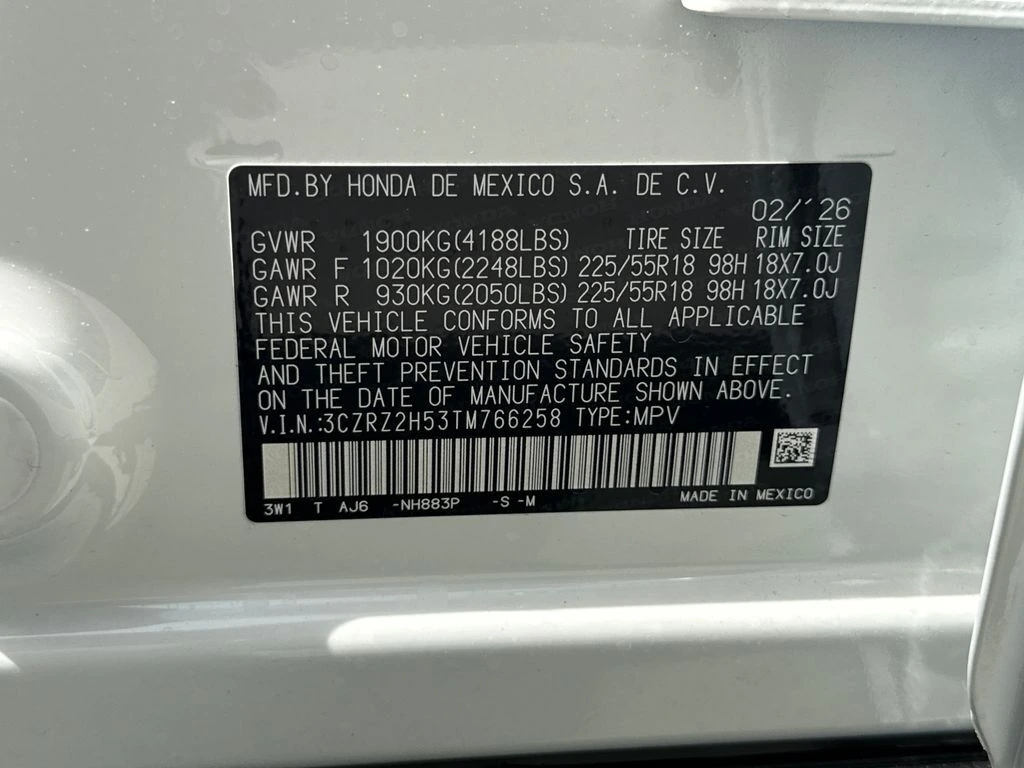 MFD.BY HONDA DE MEXICO S.A. DE C.V.
02/'26
GVWR 1900KG(4188LBS) TIRE SIZE RIM SIZE
GAWR F 1020KG(2248LBS) 225/55R18 98H 18X7.0J
GAWR R 930KG(2050LBS) 225/55R18 98H 18X7.0J
THIS VEHICLE CONFORMS TO ALL APPLICABLE
FEDERAL MOTOR VEHICLE SAFETY
AND THEFT PREVENTION STANDARDS IN EFFECT
ON THE DATE OF MANUFACTURE SHOWN ABOVE.
V.I.N.:3CZRZ2H53TM766258 TYPE:MPV
3W1 T AJ6 -NH883P -S -M MADE IN MEXICO